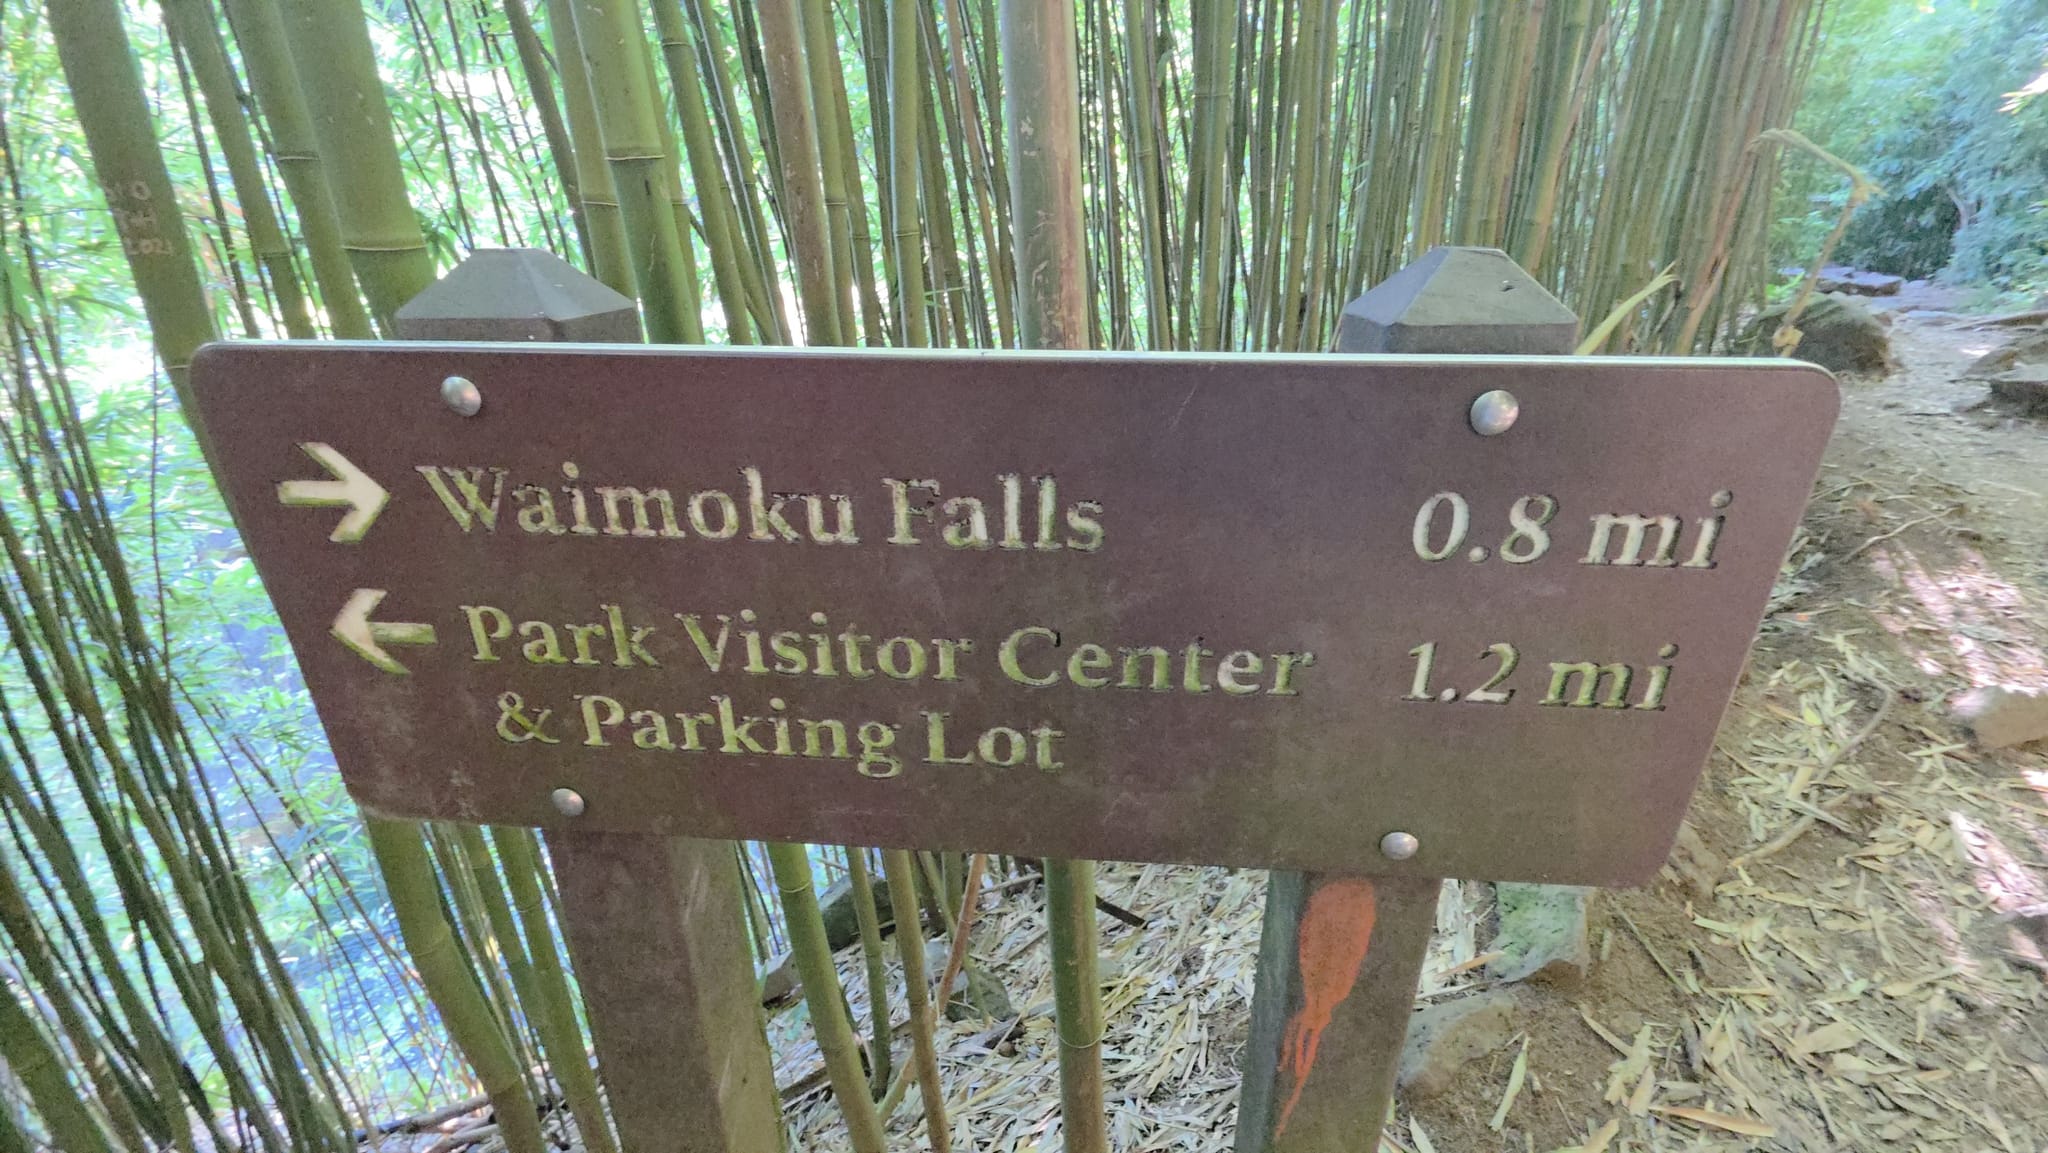 Waimoku Falls 0.8 mi
Park Visitor Center 1.2 mi
& Parking Lot